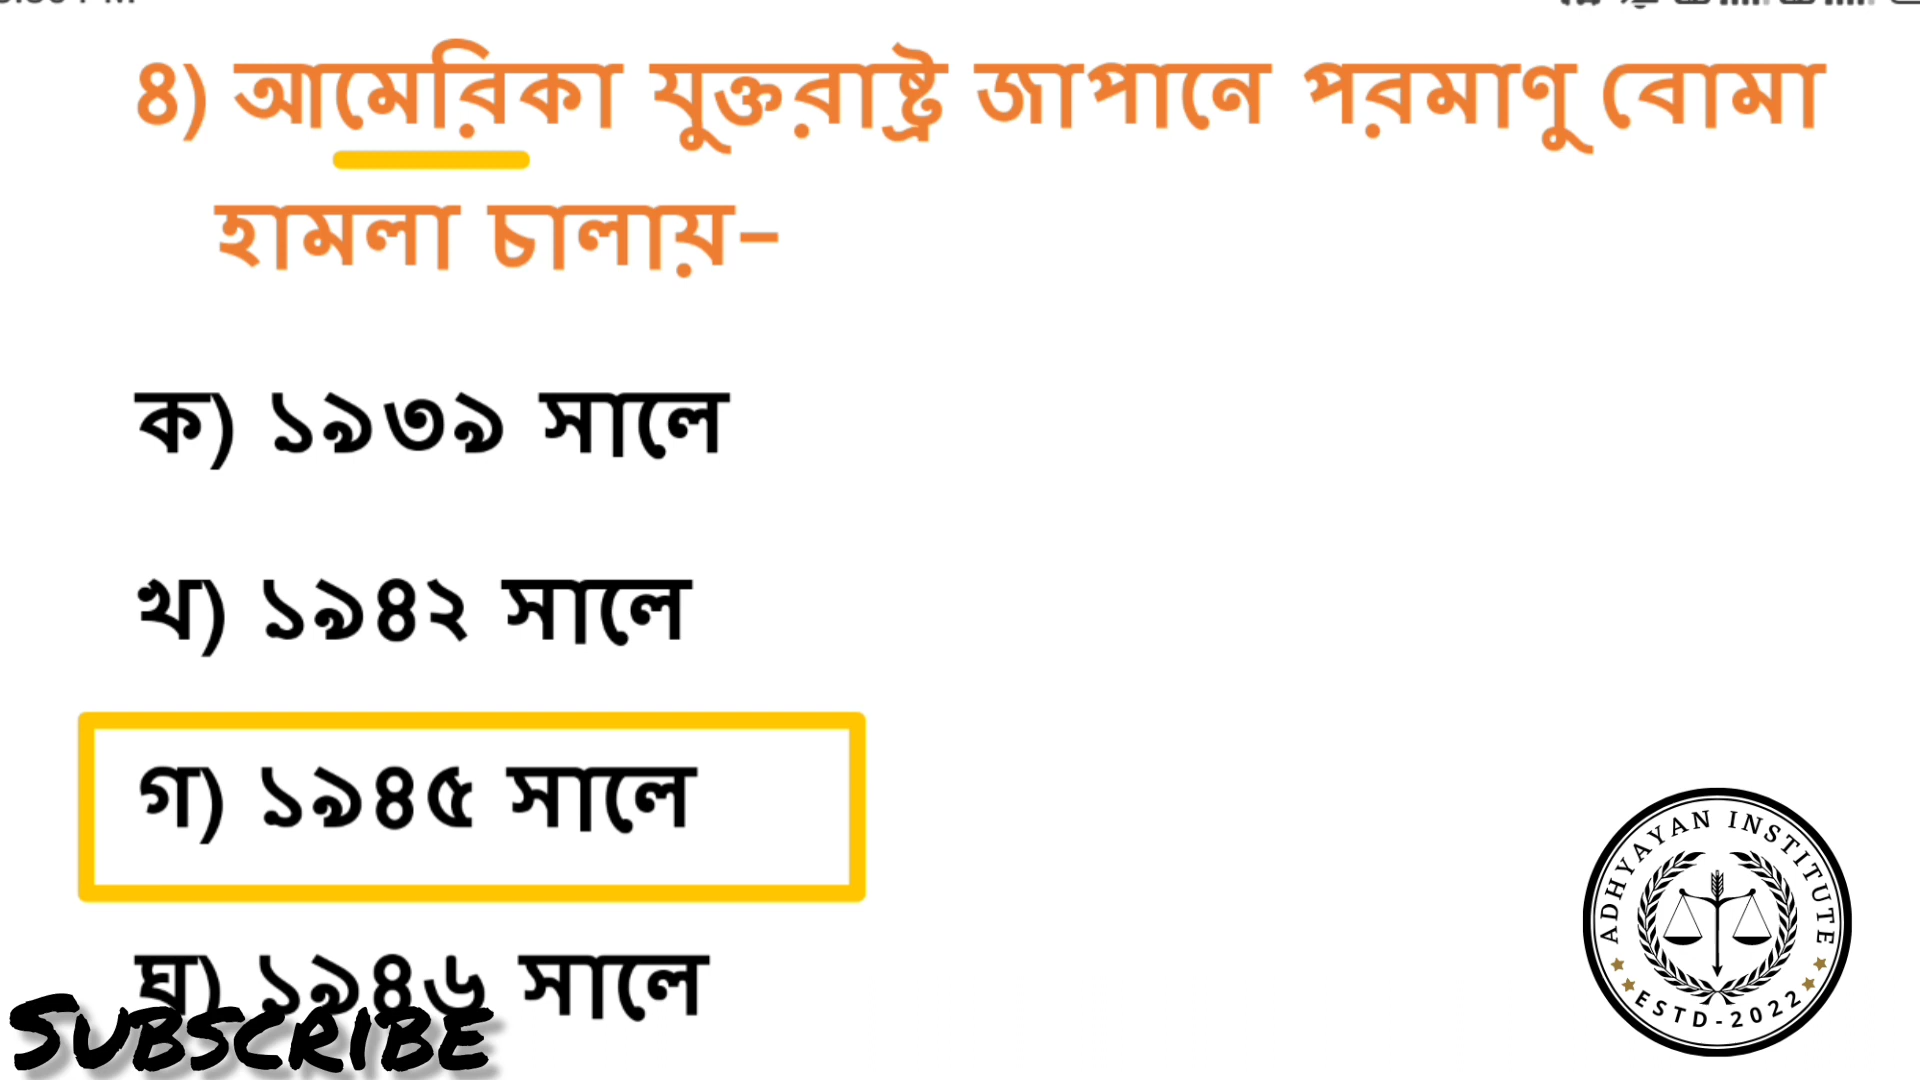 ৪) আমেরিকা যুক্তরাষ্ট্র জাপানে পরমাণু বোমা
হামলা চালায়–
ক) ১৯৩৯ সালে
খ) ১৯৪২ সালে
গ) ১৯৪৫ সালে
ঘ) ১৯৪৬ সালে
SUBSCRIBE
ADHYAYAN INSTITUTE
ESTD-2022